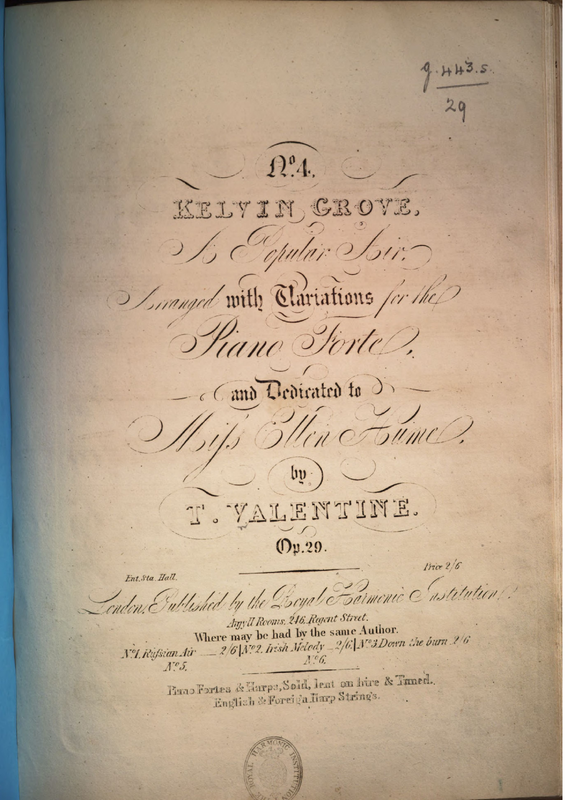 g.443.s.
29
No. 4.
KELVIN GROVE,
A Popular Air,
Arranged with Variations for the
Piano Forte,
and Dedicated to
Miss Ellen Hume,
by
T. VALENTINE.
Op. 29.
Ent. Sta. Hall. Price 2/6
London, Published by the Royal Harmonic Institution,
Argyll Rooms, 246, Regent Street.
Where may be had by the same Author.
No. 1. Russian Air 2/6 | No. 2. Irish Melody 2/6 | No. 3 Down the burn 2/6
No. 5. No. 6.
Piano Fortes & Harps, Sold, lent on hire & Tuned.
English & Foreign Harp Strings.
ROYAL HARMONIC INSTITUTION